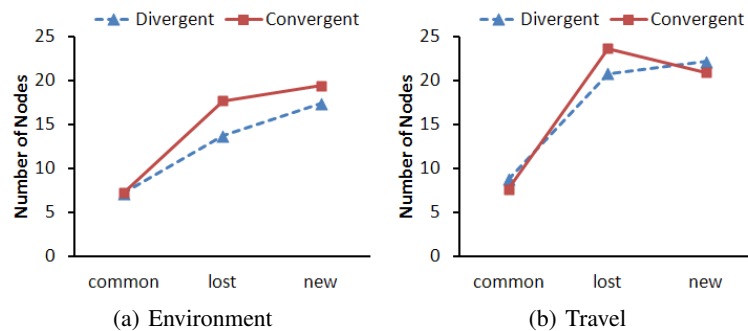 Divergent Convergent
25
20
15
10
5
0
Number of Nodes
common lost new
(a) Environment
Divergent Convergent
25
20
15
10
5
0
Number of Nodes
common lost new
(b) Travel